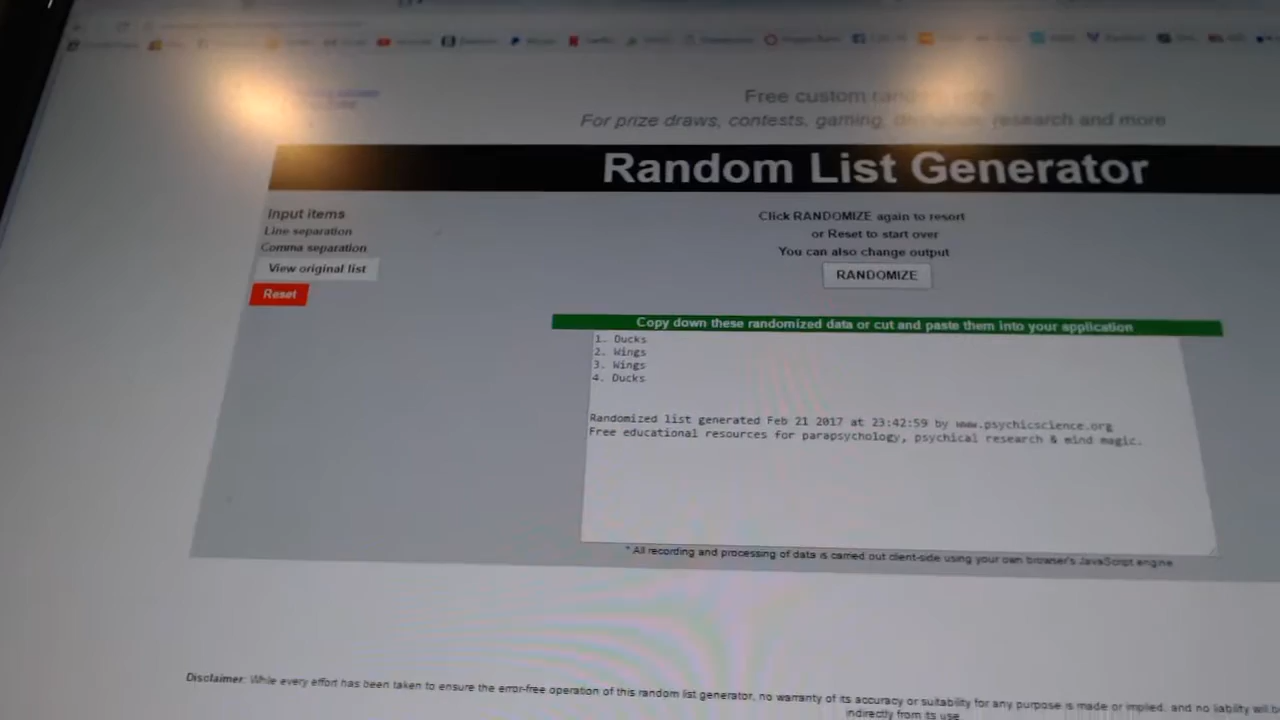 Free custom
For prize draws, contests, gaming, research and more
Random List Generator
Input items
Line separation
Comma separation
View original list
Reset
Click RANDOMIZE again to resort
or Reset to start over
You can also change output
RANDOMIZE
Copy down these randomized data or cut and paste them into your application
1. Ducks
2. Wings
3. Wings
4. Ducks
Randomized list generated Feb 21 2017 at 23:42:59 by www.psychicscience.org
Free educational resources for parapsychology, psychical research & mind magic.
* All recording and processing of data is carried out client-side using your own browser's JavaScript engine
Disclaimer: While every effort has been taken to ensure the error-free operation of this random list generator, no warranty of its accuracy or suitability for any purpose is made or implied, and no liability will be
indirectly from its use